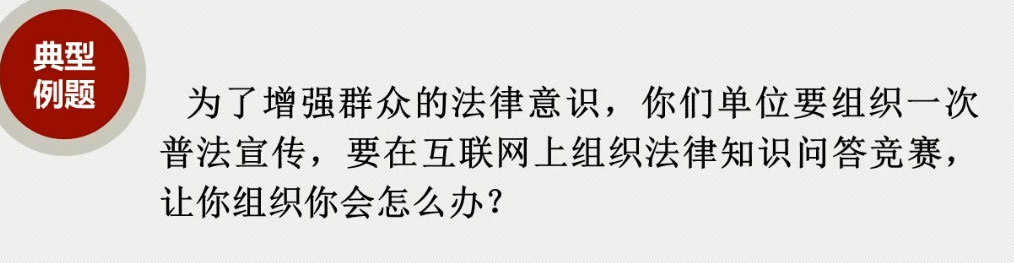 典型
例题
为了增强群众的法律意识，你们单位要组织一次
普法宣传，要在互联网上组织法律知识问答竞赛，
让你组织你会怎么办？